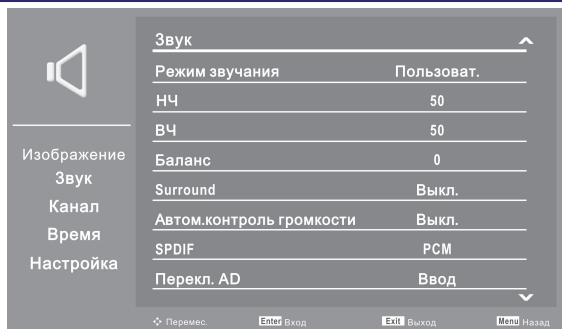 Звук
Режим звучания Пользоват.
НЧ 50
ВЧ 50
Баланс 0
Surround Выкл.
Автом.контроль громкости Выкл.
SPDIF PCM
Перекл. AD Ввод
Изображение
Звук
Канал
Время
Настройка
Перемес. Enter Вход Exit Выход Menu Назад